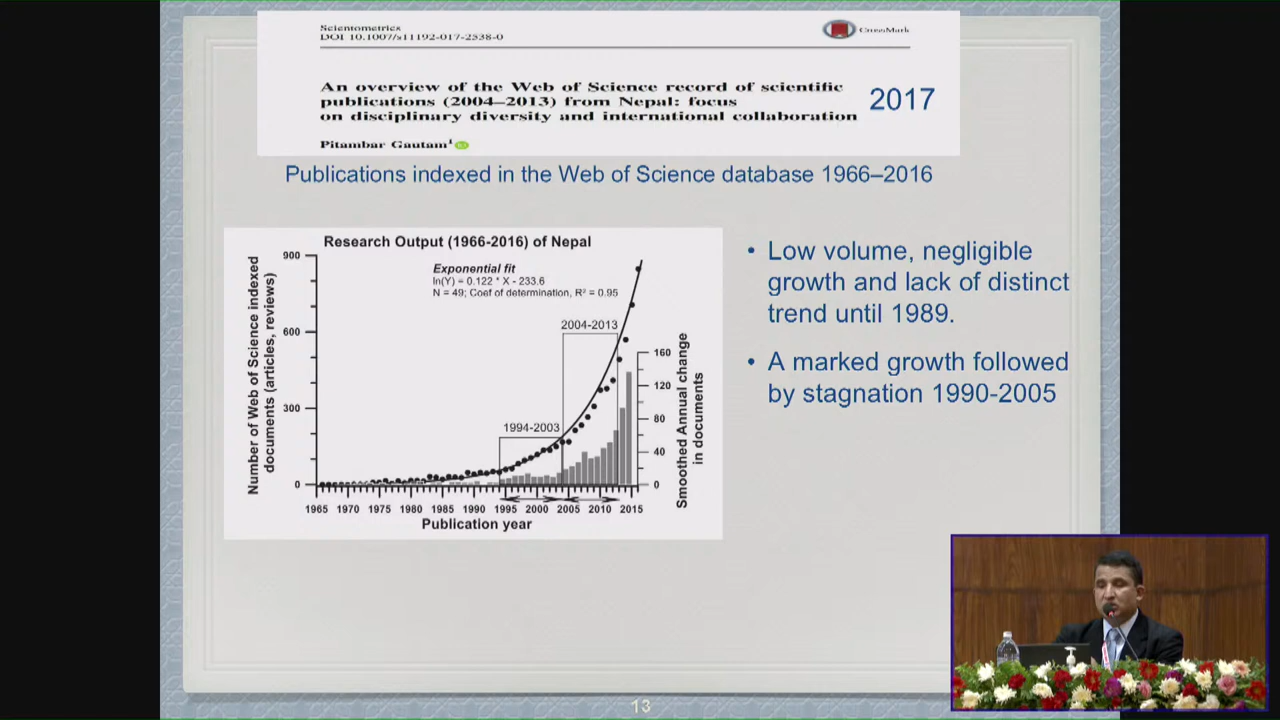 Scientometrics
DOI 10.1007/s11192-017-2538-0
CrossMark
An overview of the Web of Science record of scientific
publications (2004–2013) from Nepal: focus
on disciplinary diversity and international collaboration
2017
Pitambar Gautam¹ iD
Publications indexed in the Web of Science database 1966–2016
Research Output (1966-2016) of Nepal
Number of Web of Science indexed
documents (articles, reviews)
900
600
300
0
Exponential fit
ln(Y) = 0.122 * X - 233.6
N = 49; Coef of determination, R² = 0.95
2004-2013
1994-2003
160
120
80
40
0
Smoothed Annual change
in documents
1965 1970 1975 1980 1985 1990 1995 2000 2005 2010 2015
Publication year
• Low volume, negligible
growth and lack of distinct
trend until 1989.
• A marked growth followed
by stagnation 1990-2005
13